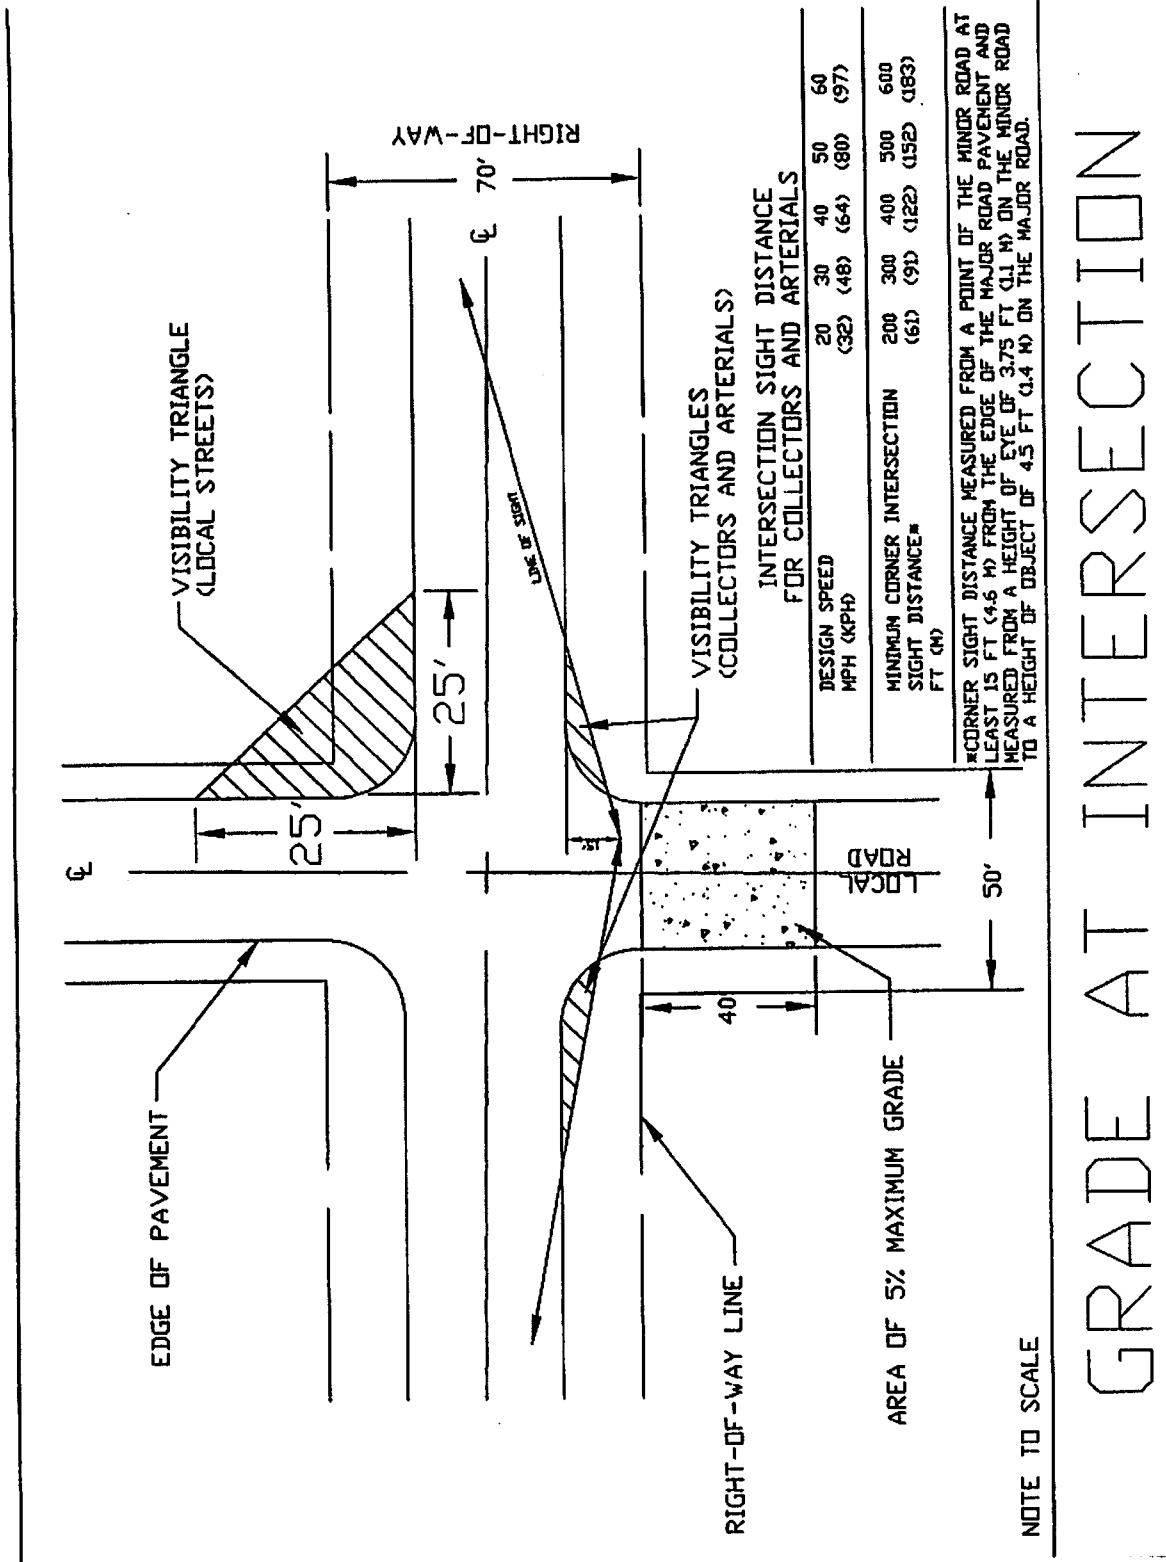 EDGE OF PAVEMENT
℄
VISIBILITY TRIANGLE
(LOCAL STREETS)
25'
25'
70'
RIGHT-OF-WAY
℄
LINE OF SIGHT
15'
VISIBILITY TRIANGLES
(COLLECTORS AND ARTERIALS)
RIGHT-OF-WAY LINE
40'
AREA OF 5% MAXIMUM GRADE
LOCAL
ROAD
50'
INTERSECTION SIGHT DISTANCE
FOR COLLECTORS AND ARTERIALS
DESIGN SPEED 20 30 40 50 60
MPH (KPH) (32) (48) (64) (80) (97)
MINIMUM CORNER INTERSECTION 200 300 400 500 600
SIGHT DISTANCE* (61) (91) (122) (152) (183)
FT (M)
*CORNER SIGHT DISTANCE MEASURED FROM A POINT OF THE MINOR ROAD AT
LEAST 15 FT (4.6 M) FROM THE EDGE OF THE MAJOR ROAD PAVEMENT AND
MEASURED FROM A HEIGHT OF EYE OF 3.75 FT (1.1 M) ON THE MINOR ROAD
TO A HEIGHT OF OBJECT OF 4.5 FT (1.4 M) ON THE MAJOR ROAD.
NOTE TO SCALE
GRADE AT INTERSECTION